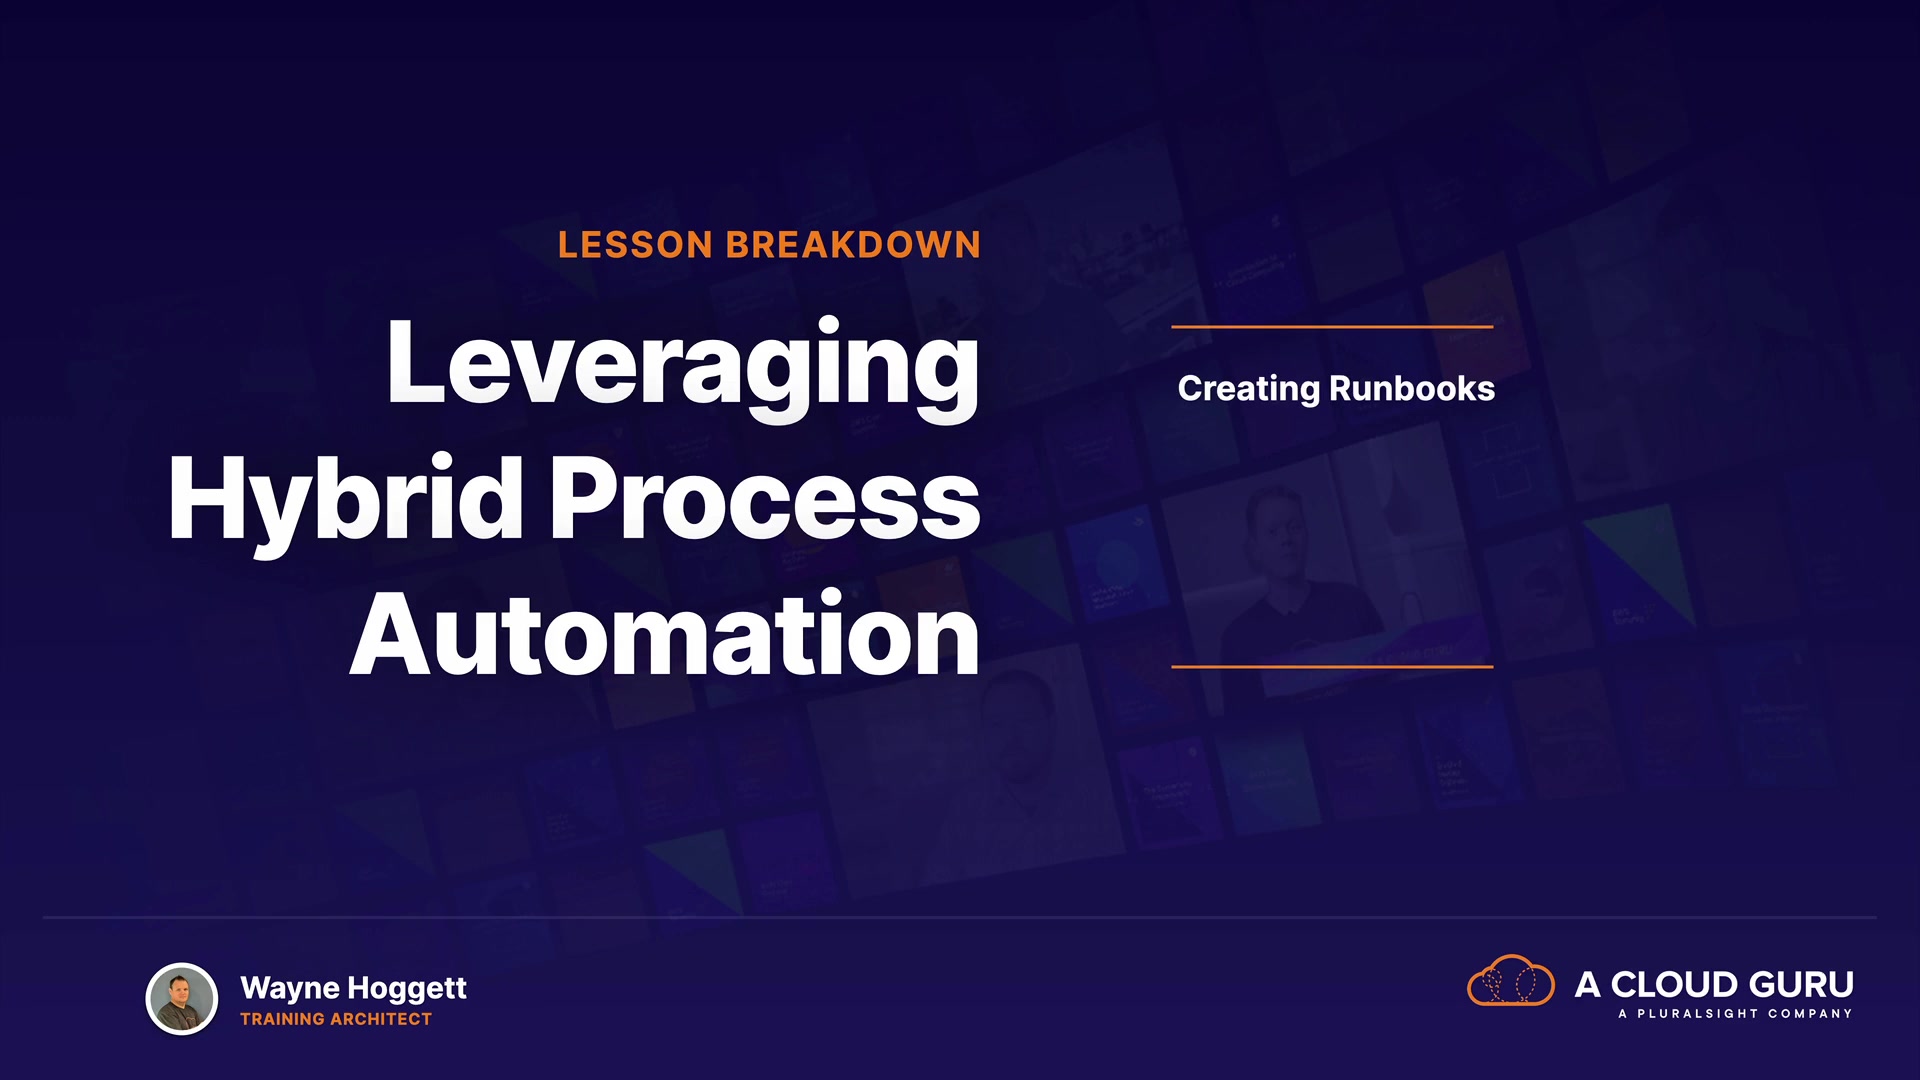 LESSON BREAKDOWN
Leveraging
Hybrid Process
Automation
Creating Runbooks
Wayne Hoggett
TRAINING ARCHITECT
A CLOUD GURU
A PLURALSIGHT COMPANY